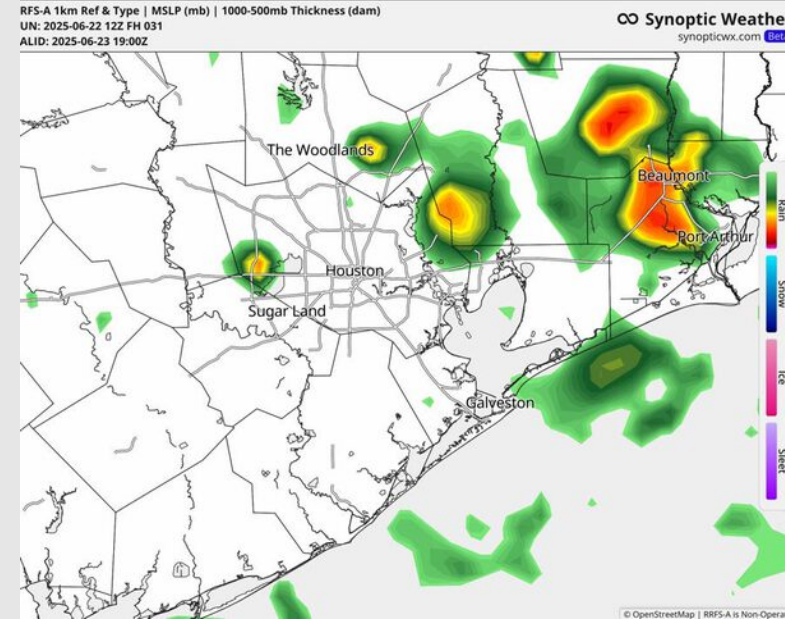 RFS-A 1km Ref & Type | MSLP (mb) | 1000-500mb Thickness (dam)
UN: 2025-06-22 12Z FH 031
ALID: 2025-06-23 19:00Z
Synoptic Weathe
synopticwx.com Beta
The Woodlands
Beaumont
Port Arthur
Houston
Sugar Land
Galveston
Rain
Snow
Ice
Sleet
© OpenStreetMap | RRFS-A is Non-Opera